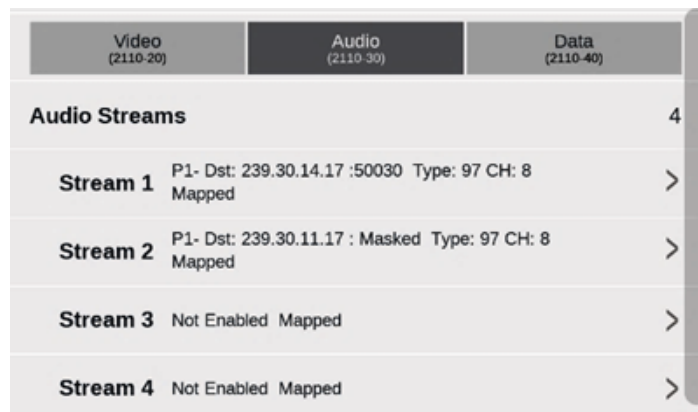 Video
(2110-20)
Audio
(2110-30)
Data
(2110-40)
Audio Streams 4
Stream 1 P1- Dst: 239.30.14.17 :50030 Type: 97 CH: 8
Mapped
Stream 2 P1- Dst: 239.30.11.17 : Masked Type: 97 CH: 8
Mapped
Stream 3 Not Enabled Mapped
Stream 4 Not Enabled Mapped